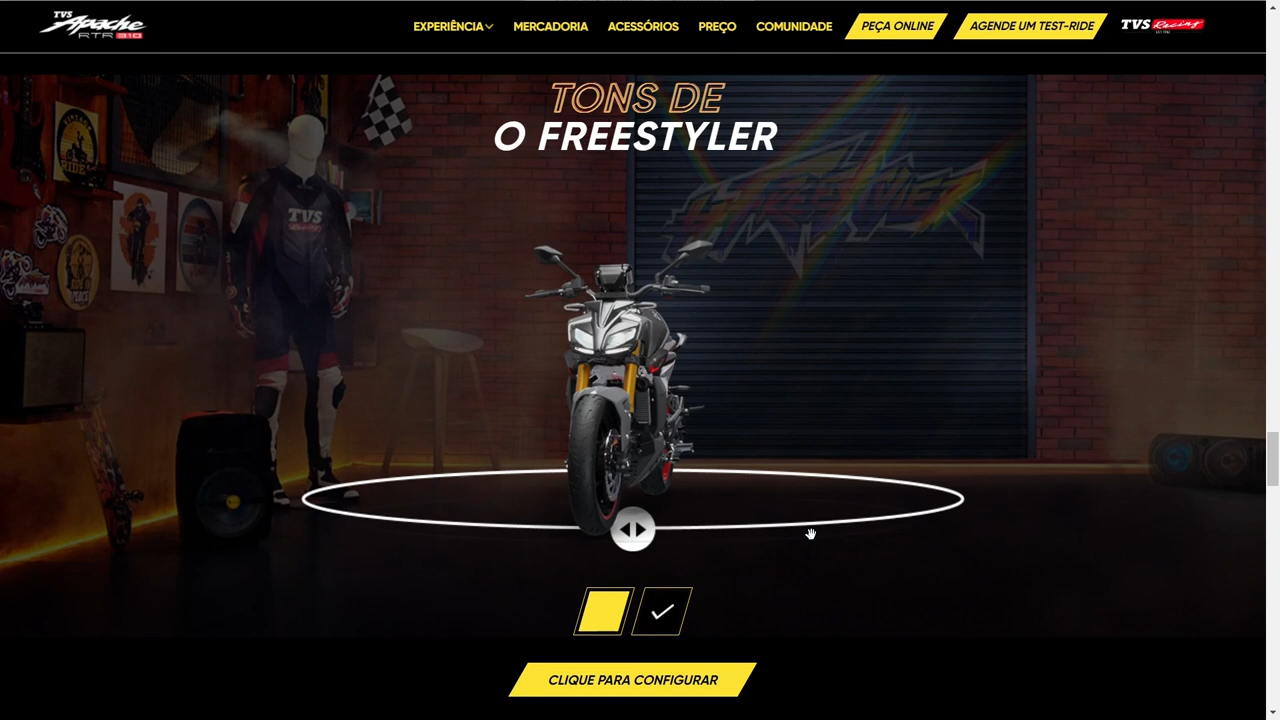 TVS
Apache
RTR 310
EXPERIÊNCIA
MERCADORIA
ACESSÓRIOS
PREÇO
COMUNIDADE
PEÇA ONLINE
AGENDE UM TEST-RIDE
TVS Racing
TONS DE
O FREESTYLER
TVS
CLIQUE PARA CONFIGURAR